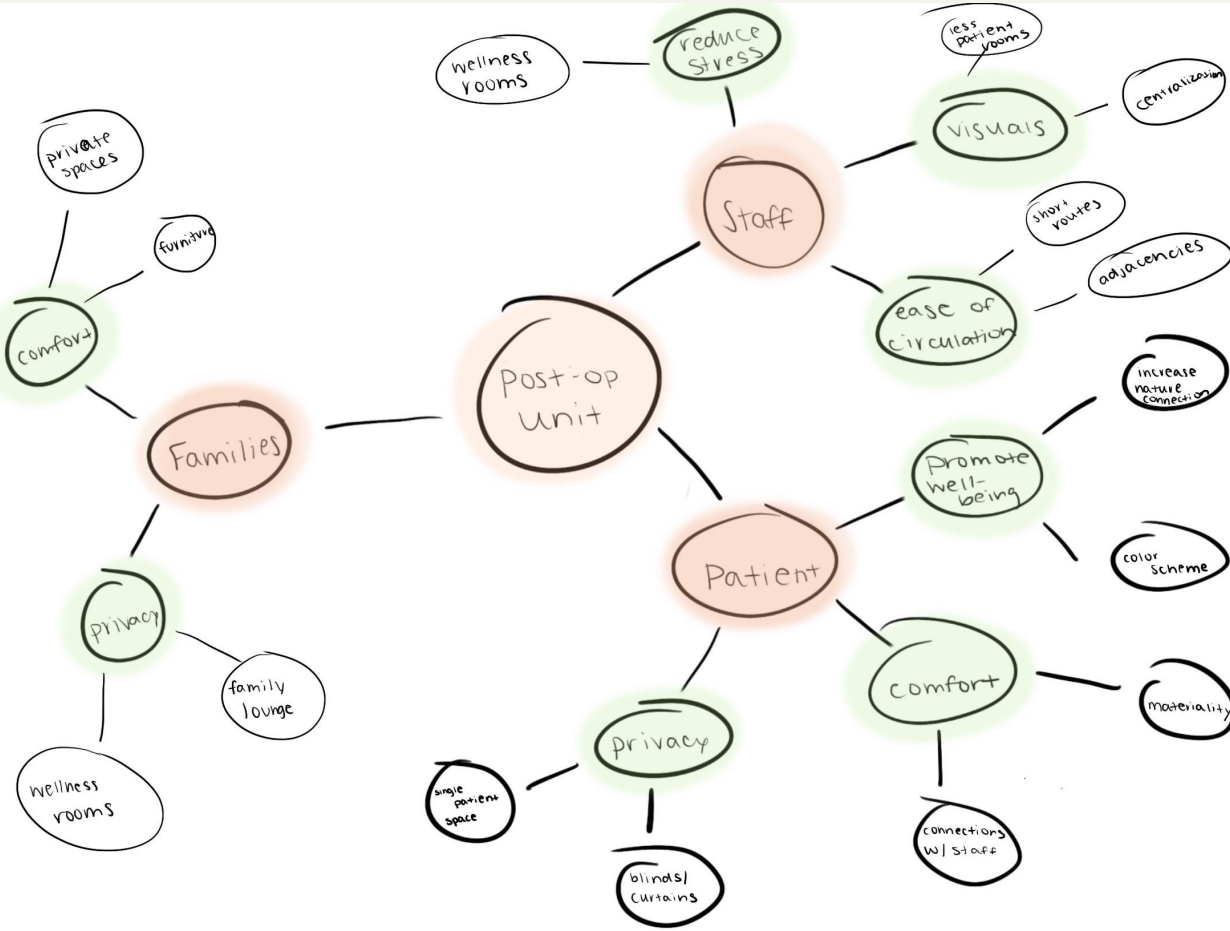 reduce
stress
wellness
rooms
less
patient
rooms
visuals
centralization
Staff
short
routes
adjacencies
ease of
circulation
private
spaces
furniture
comfort
Families
privacy
family
lounge
wellness
rooms
Post-op
Unit
Patient
promote
well-
being
increase
nature
connection
color
scheme
comfort
materiality
connections
w/ staff
privacy
single
patient
space
blinds/
curtains